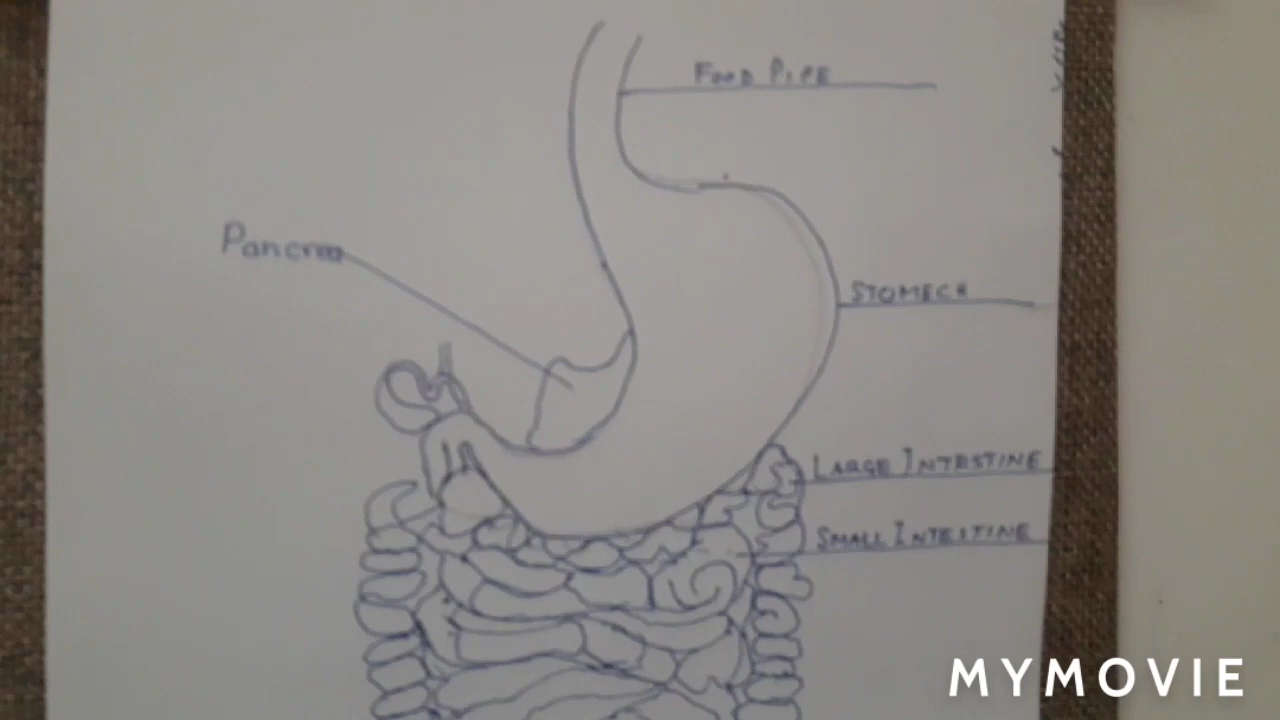 FOOD PIPE
Pancrea
STOMECH
LARGE INTESTINE
SMALL INTESTINE
MYMOVIE